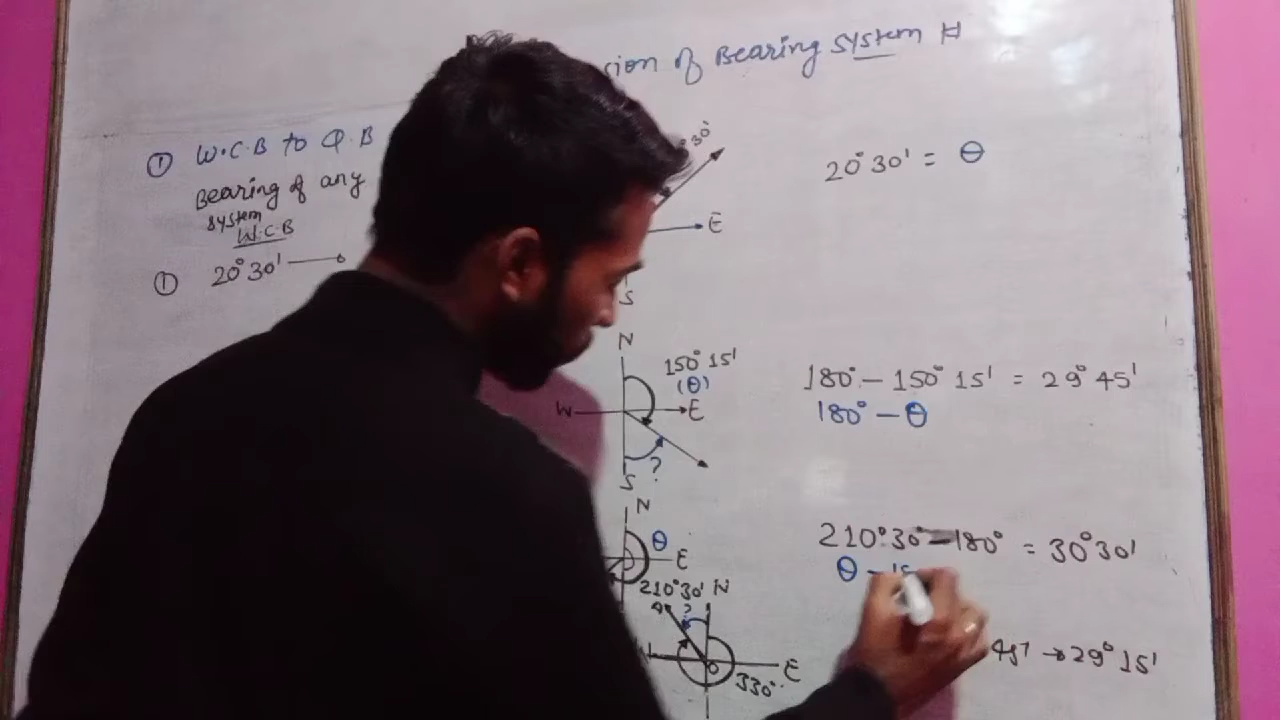 sion of Bearing System #
① W.C.B to Q.B
Bearing of any
system
W.C.B
① 20°30'
30'
E
S
20°30' = θ
N
150° 15'
(θ)
W E
?
S
180° - 150° 15' = 29° 45'
180° - θ
N
θ E
210°30'
210°30' - 180° = 30°30'
θ - 18
N
?
E
330°
45' → 29° 15'